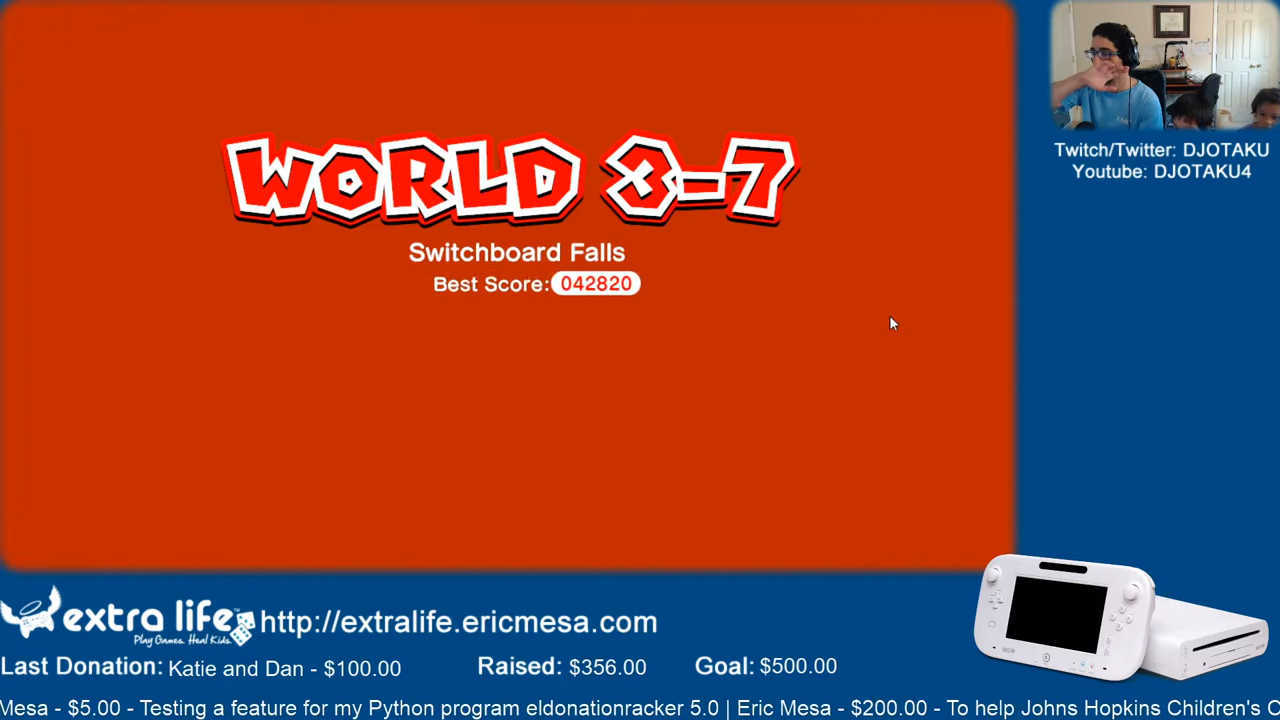 WORLD 3-7
Switchboard Falls
Best Score: 042820
Twitch/Twitter: DJOTAKU
Youtube: DJOTAKU4
extra life
Play Games. Heal Kids.
http://extralife.ericmesa.com
Last Donation: Katie and Dan - $100.00 Raised: $356.00 Goal: $500.00
Mesa - $5.00 - Testing a feature for my Python program eldonationracker 5.0 | Eric Mesa - $200.00 - To help Johns Hopkins Children's